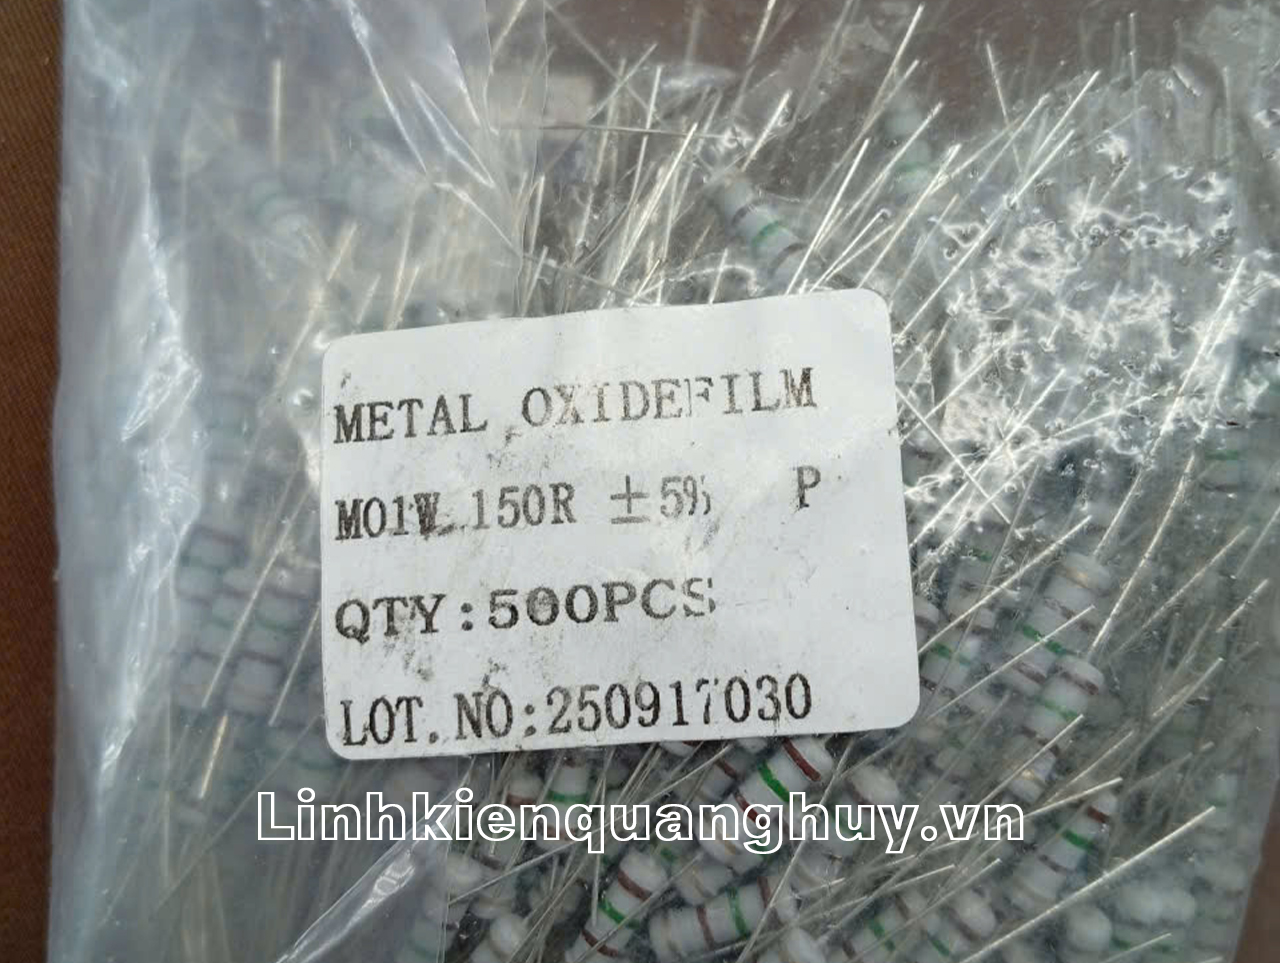 METAL OXIDEFILM
MO1W 150R ±5% P
QTY:500PCS
LOT.NO:250917030
Linhkienquanghuy.vn